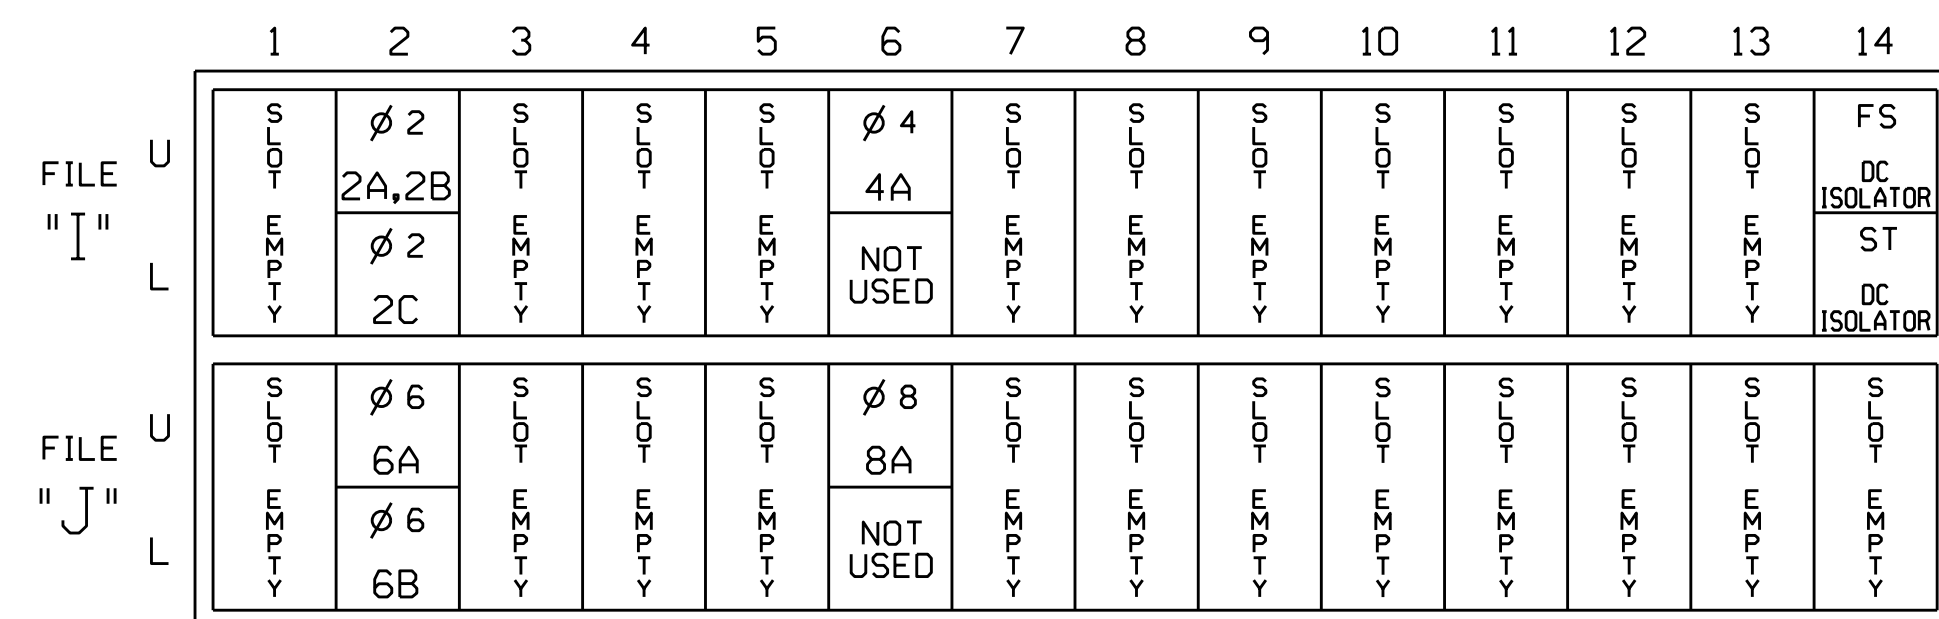 1 2 3 4 5 6 7 8 9 10 11 12 13 14
FILE "I"
U
L
SLOT EMPTY
Ø 2
2A,2B
Ø 2
2C
SLOT EMPTY
SLOT EMPTY
SLOT EMPTY
Ø 4
4A
NOT
USED
SLOT EMPTY
SLOT EMPTY
SLOT EMPTY
SLOT EMPTY
SLOT EMPTY
SLOT EMPTY
SLOT EMPTY
FS
DC
ISOLATOR
ST
DC
ISOLATOR
FILE "J"
U
L
SLOT EMPTY
Ø 6
6A
Ø 6
6B
SLOT EMPTY
SLOT EMPTY
SLOT EMPTY
Ø 8
8A
NOT
USED
SLOT EMPTY
SLOT EMPTY
SLOT EMPTY
SLOT EMPTY
SLOT EMPTY
SLOT EMPTY
SLOT EMPTY
SLOT EMPTY